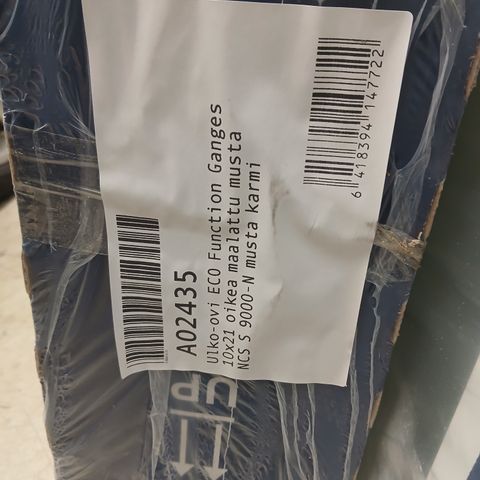 A02435
Ulko-ovi ECO Function Ganges
10x21 oikea maalattu musta
NCS S 9000-N musta karmi
6 418394 147722
UP